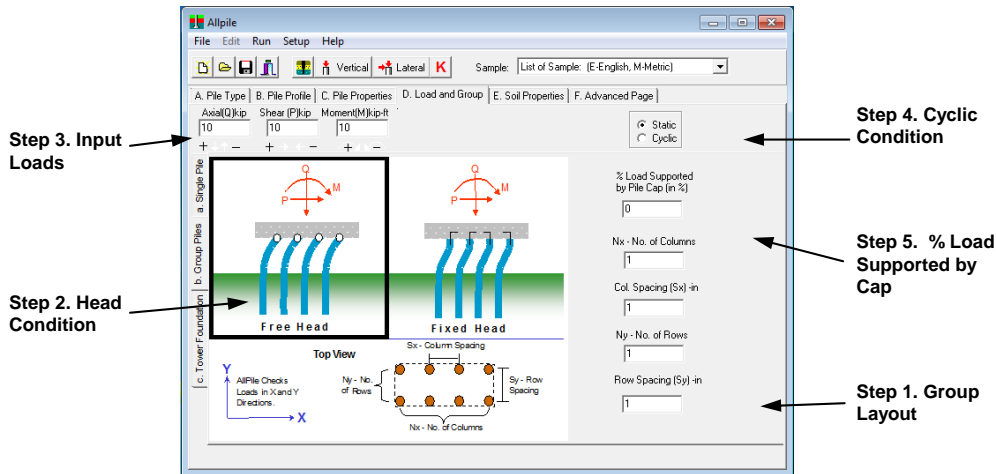 Allpile
File Edit Run Setup Help
Vertical Lateral K Sample: List of Sample: (E-English, M-Metric)
A. Pile Type B. Pile Profile C. Pile Properties D. Load and Group E. Soil Properties F. Advanced Page
Axial(Q)kip Shear (P)kip Moment(M)kip-ft
10 10 10
+ − + − + −
Static
Cyclic
Step 3. Input
Loads
Step 4. Cyclic
Condition
a. Single Pile
b. Group Piles
c. Tower Foundation
Q
M
P
Free Head
Q
M
P
Fixed Head
% Load Supported
by Pile Cap (in %)
0
Nx - No. of Columns
1
Col. Spacing (Sx) -in
1
Ny - No. of Rows
1
Row Spacing (Sy) -in
1
Step 2. Head
Condition
Step 5. % Load
Supported by
Cap
Step 1. Group
Layout
Top View
Sx - Column Spacing
Y
X
AllPile Checks
Loads in X and Y
Directions.
Ny - No.
of Rows
Sy - Row
Spacing
Nx - No. of Columns